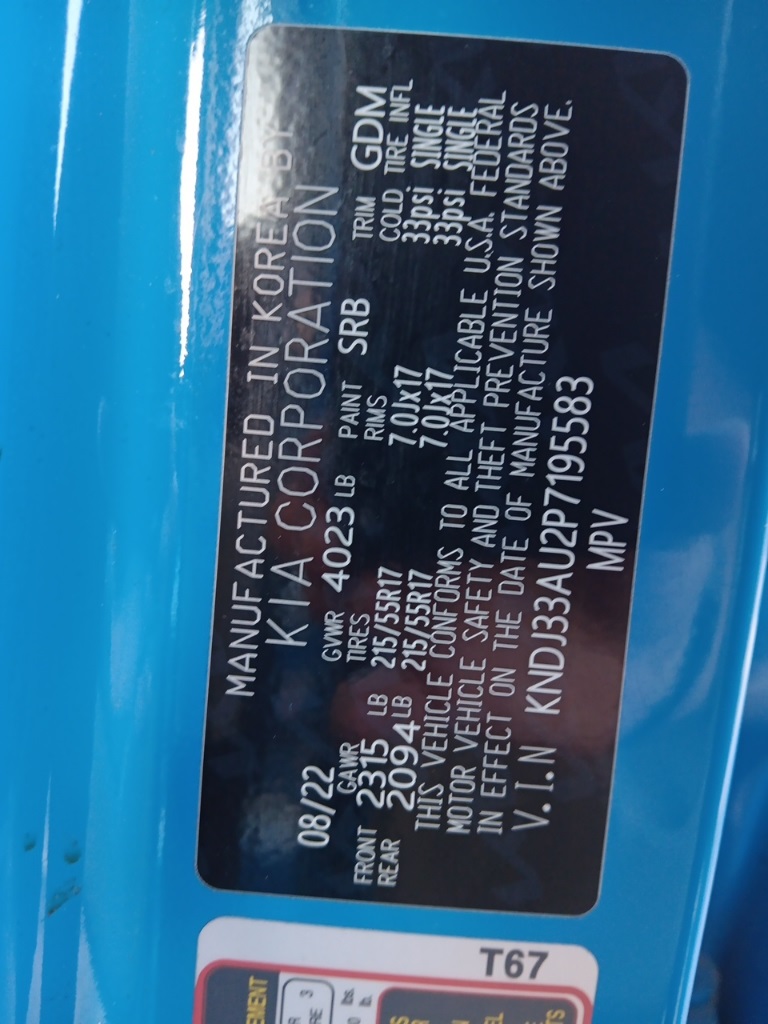 MANUFACTURED IN KOREA BY
KIA CORPORATION
08/22 GVWR 4023 LB PAINT SRB TRIM GDM
GAWR TIRES RIMS COLD TIRE INFL
FRONT 2315 LB 215/55R17 7.0Jx17 33psi SINGLE
REAR 2094 LB 215/55R17 7.0Jx17 33psi SINGLE
THIS VEHICLE CONFORMS TO ALL APPLICABLE U.S.A. FEDERAL
MOTOR VEHICLE SAFETY AND THEFT PREVENTION STANDARDS
IN EFFECT ON THE DATE OF MANUFACTURE SHOWN ABOVE.
V.I.N KNDJ33AU2P7195583
MPV
T67